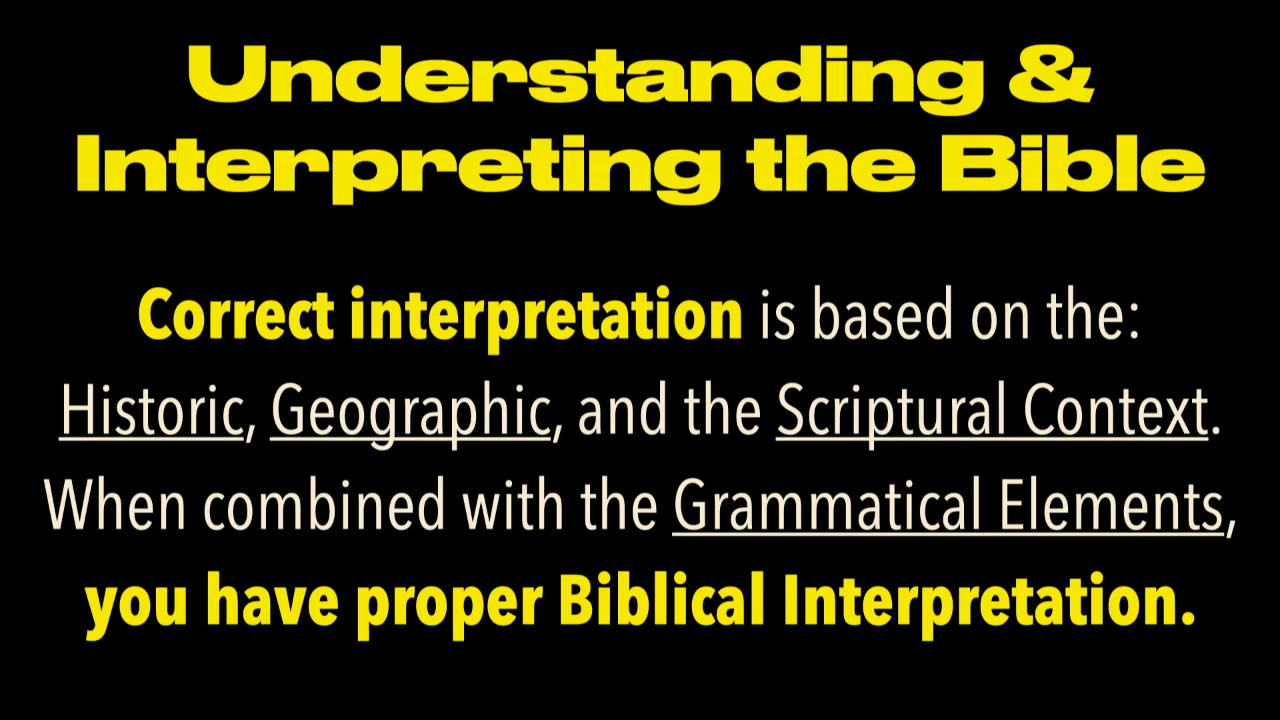 Understanding &
Interpreting the Bible
Correct interpretation is based on the:
Historic, Geographic, and the Scriptural Context.
When combined with the Grammatical Elements,
you have proper Biblical Interpretation.